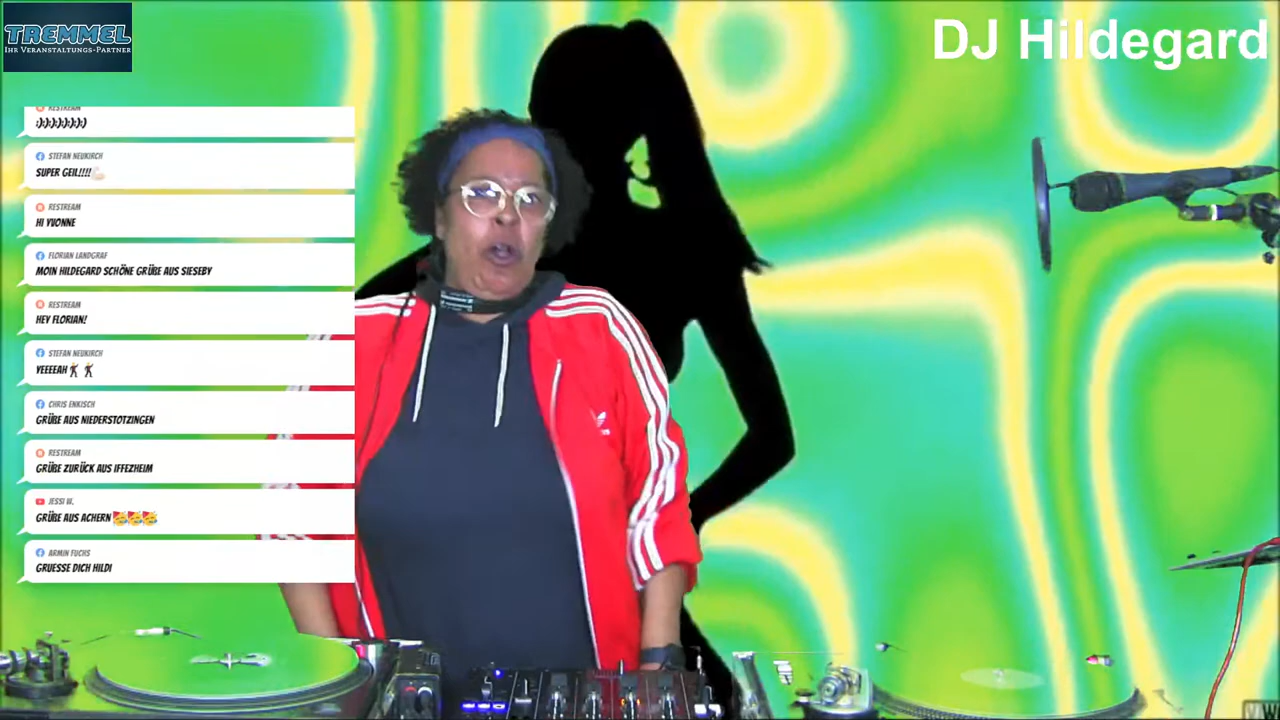 TREMMEL
IHR VERANSTALTUNGS-PARTNER
DJ Hildegard
RESTREAM
:)))))))))
STEFAN NEUKIRCH
SUPER GEIL!!!!💪🏻
RESTREAM
HI YVONNE
FLORIAN LANDGRAF
MOIN HILDEGARD SCHÖNE GRÜßE AUS SIESEBY
RESTREAM
HEY FLORIAN!
STEFAN NEUKIRCH
YEEEEAH
CHRIS ENKISCH
GRÜßE AUS NIEDERSTOTZINGEN
RESTREAM
GRÜßE ZURÜCK AUS IFFEZHEIM
JESSI W.
GRÜßE AUS ACHERN 🥳🥳🥳
ARMIN FUCHS
GRUESSE DICH HILDI